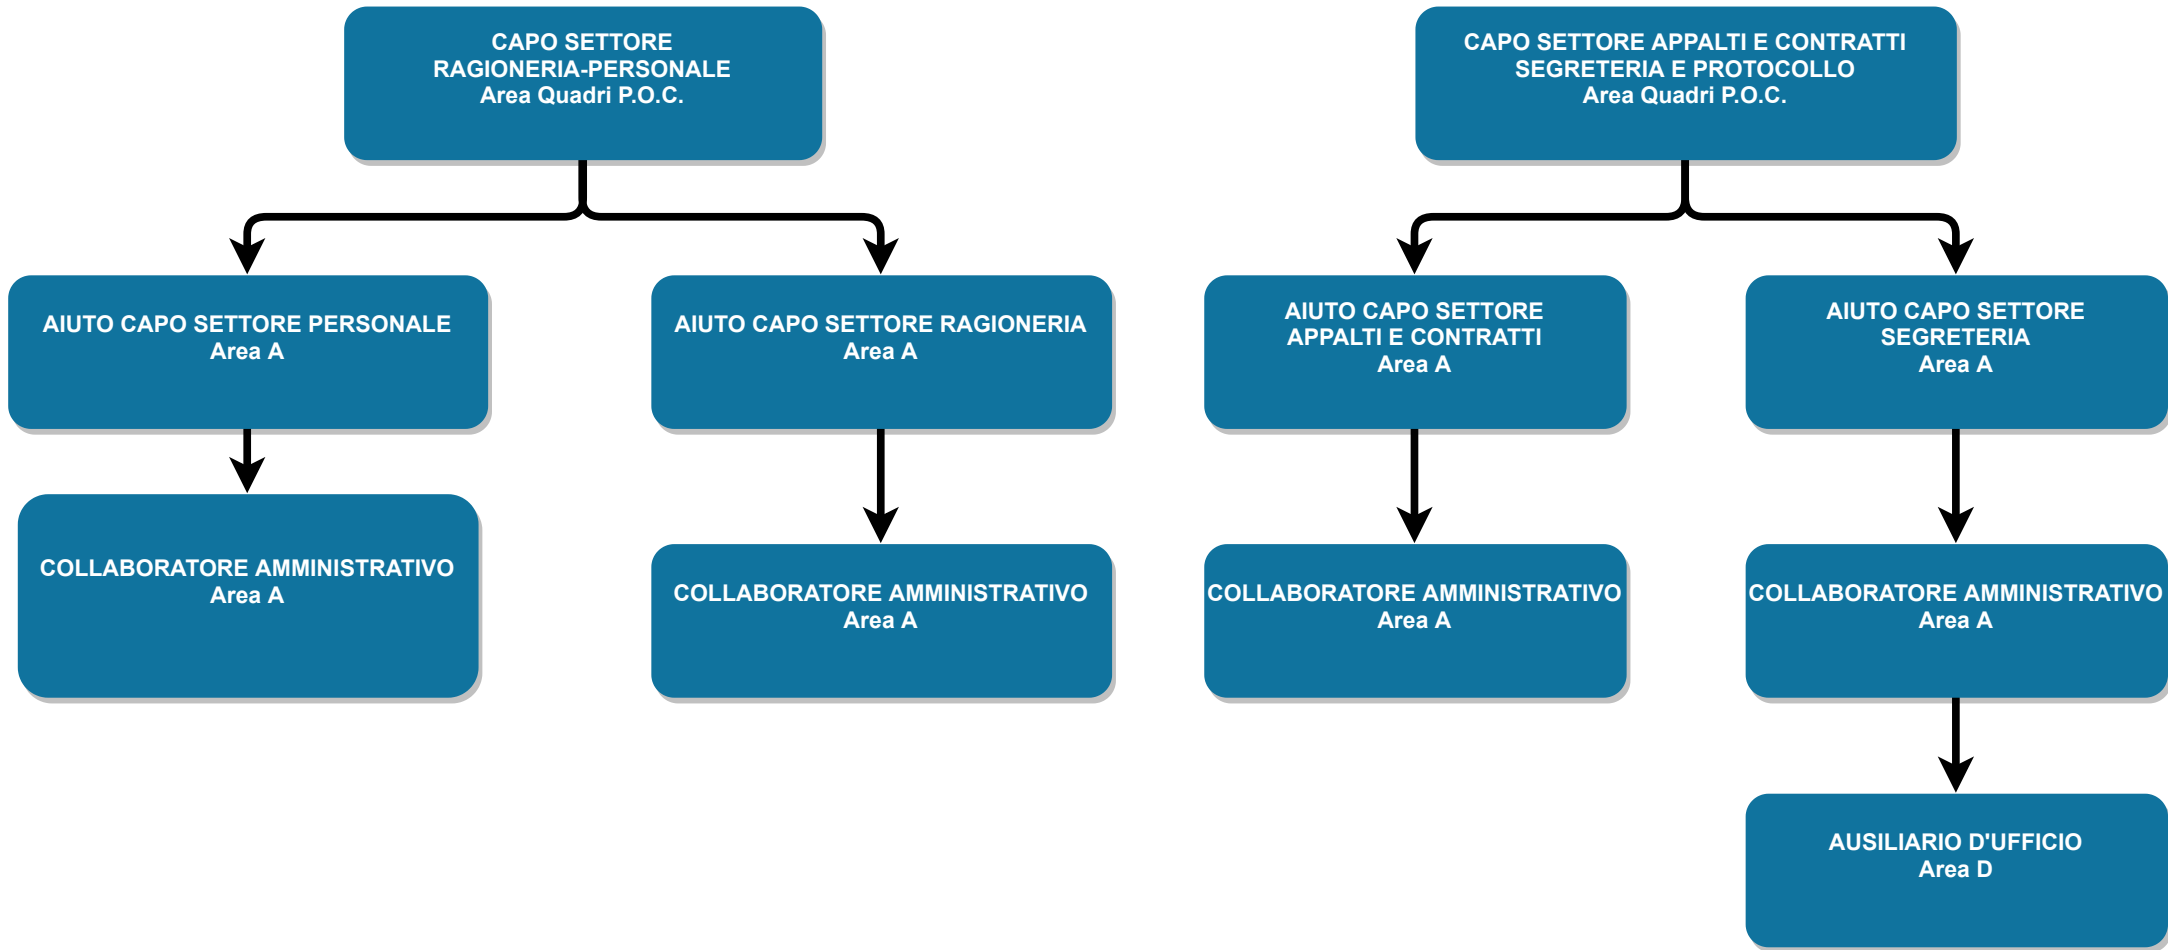 CAPO SETTORE
RAGIONERIA-PERSONALE
Area Quadri P.O.C.
CAPO SETTORE APPALTI E CONTRATTI
SEGRETERIA E PROTOCOLLO
Area Quadri P.O.C.
AIUTO CAPO SETTORE PERSONALE
Area A
AIUTO CAPO SETTORE RAGIONERIA
Area A
AIUTO CAPO SETTORE
APPALTI E CONTRATTI
Area A
AIUTO CAPO SETTORE
SEGRETERIA
Area A
COLLABORATORE AMMINISTRATIVO
Area A
COLLABORATORE AMMINISTRATIVO
Area A
COLLABORATORE AMMINISTRATIVO
Area A
COLLABORATORE AMMINISTRATIVO
Area A
AUSILIARIO D'UFFICIO
Area D